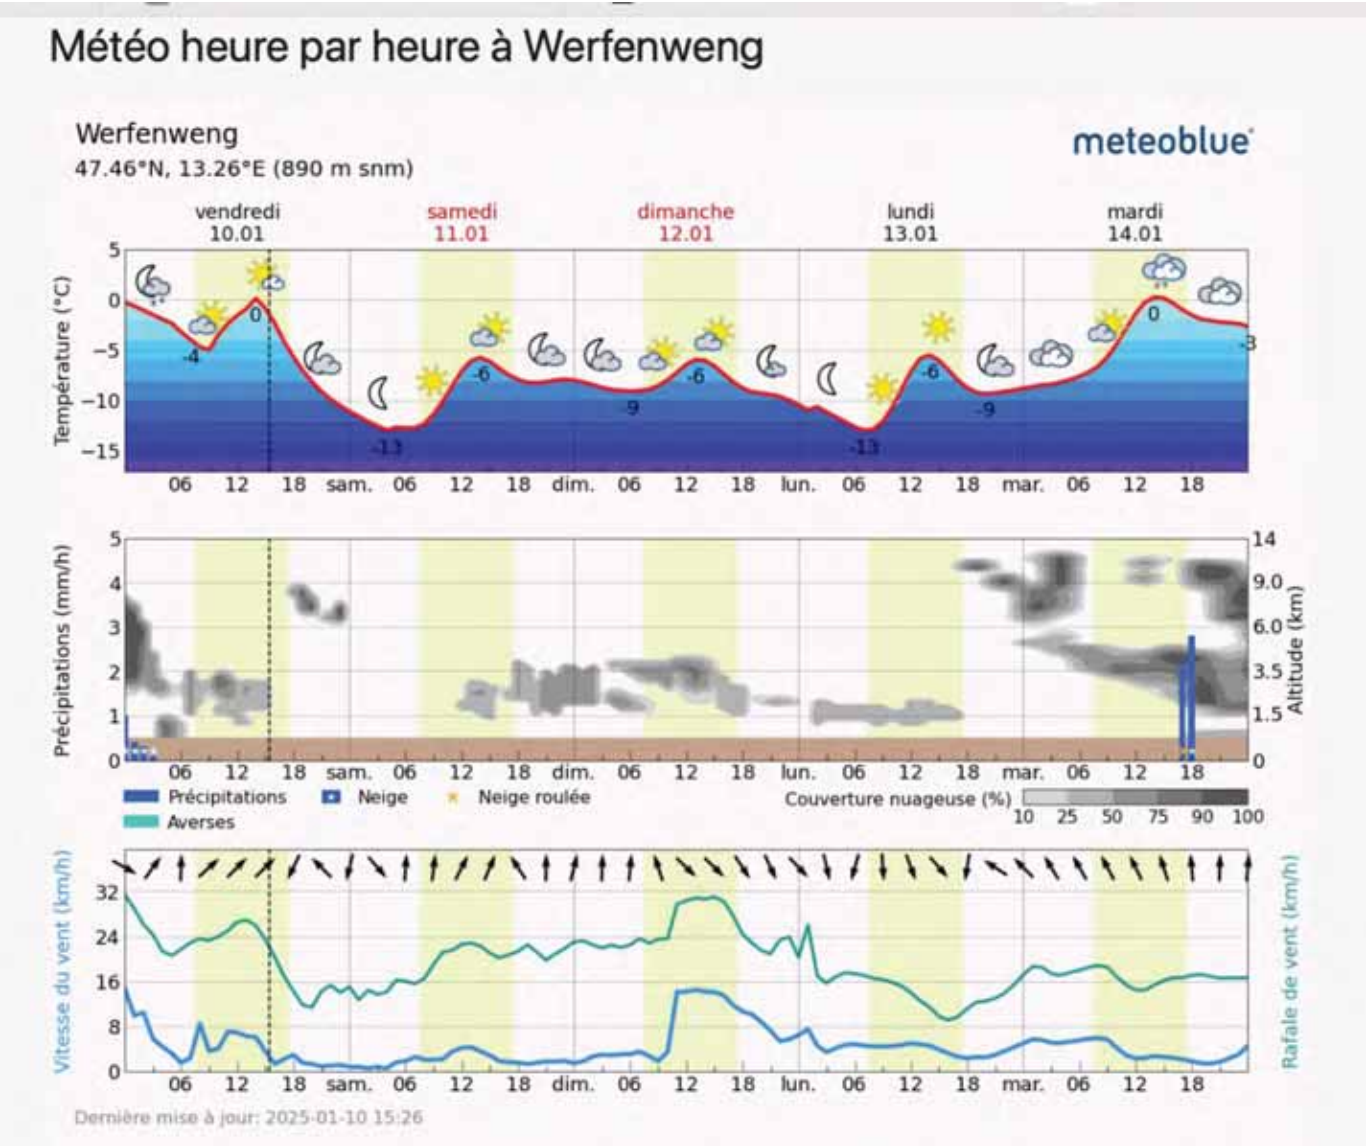 Météo heure par heure à Werfenweng
Werfenweng
meteoblue
47.46°N, 13.26°E (890 m snm)
vendredi samedi dimanche lundi mardi
10.01 11.01 12.01 13.01 14.01
Température (°C)
5
0
−5
−10
−15
-4 0 -13 -6 -9 -6 -13 -6 -9 0 -3
06 12 18 sam. 06 12 18 dim. 06 12 18 lun. 06 12 18 mar. 06 12 18
Précipitations (mm/h)
5
4
3
2
1
0
14
9.0
6.0
3.5
1.5
0
Altitude (km)
06 12 18 sam. 06 12 18 dim. 06 12 18 lun. 06 12 18 mar. 06 12 18
Précipitations Neige Neige roulée Couverture nuageuse (%)
10 25 50 75 90 100
Averses
Vitesse du vent (km/h)
32
24
16
8
0
Rafale de vent (km/h)
06 12 18 sam. 06 12 18 dim. 06 12 18 lun. 06 12 18 mar. 06 12 18
Dernière mise à jour: 2025-01-10 15:26